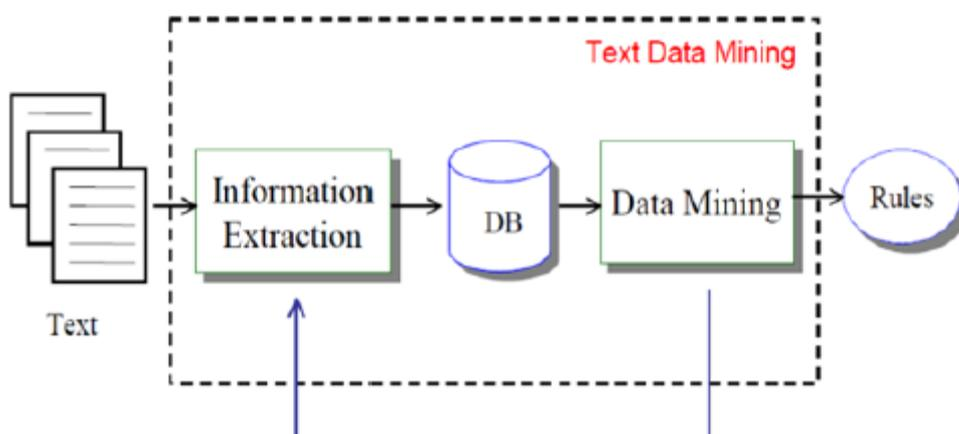 Text Data Mining
Information
Extraction
DB
Data Mining
Rules
Text